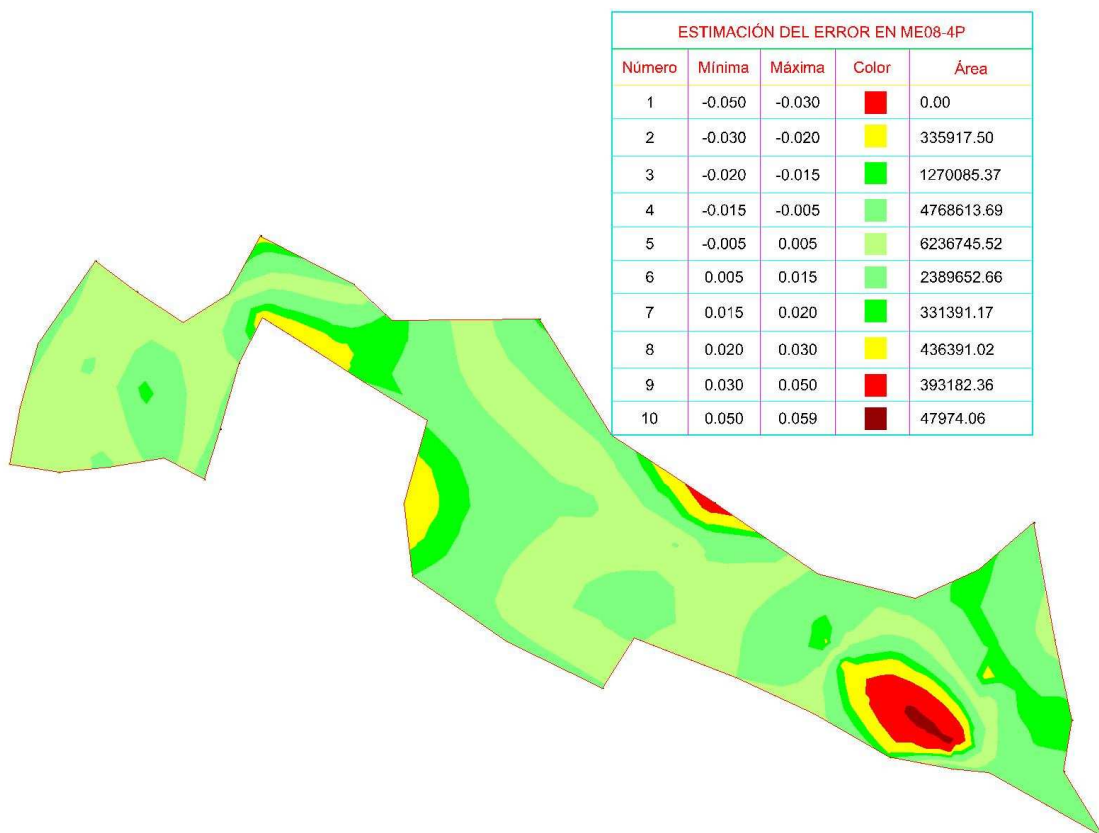 ESTIMACIÓN DEL ERROR EN ME08-4P
Número Mínima Máxima Color Área
1 -0.050 -0.030 0.00
2 -0.030 -0.020 335917.50
3 -0.020 -0.015 1270085.37
4 -0.015 -0.005 4768613.69
5 -0.005 0.005 6236745.52
6 0.005 0.015 2389652.66
7 0.015 0.020 331391.17
8 0.020 0.030 436391.02
9 0.030 0.050 393182.36
10 0.050 0.059 47974.06